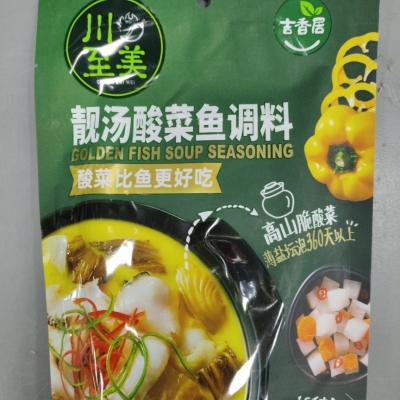 川
至美
吉香居
靓汤酸菜鱼调料
GOLDEN FISH SOUP SEASONING
酸菜比鱼更好吃
高山脆酸菜
薄盐坛泡360天以上